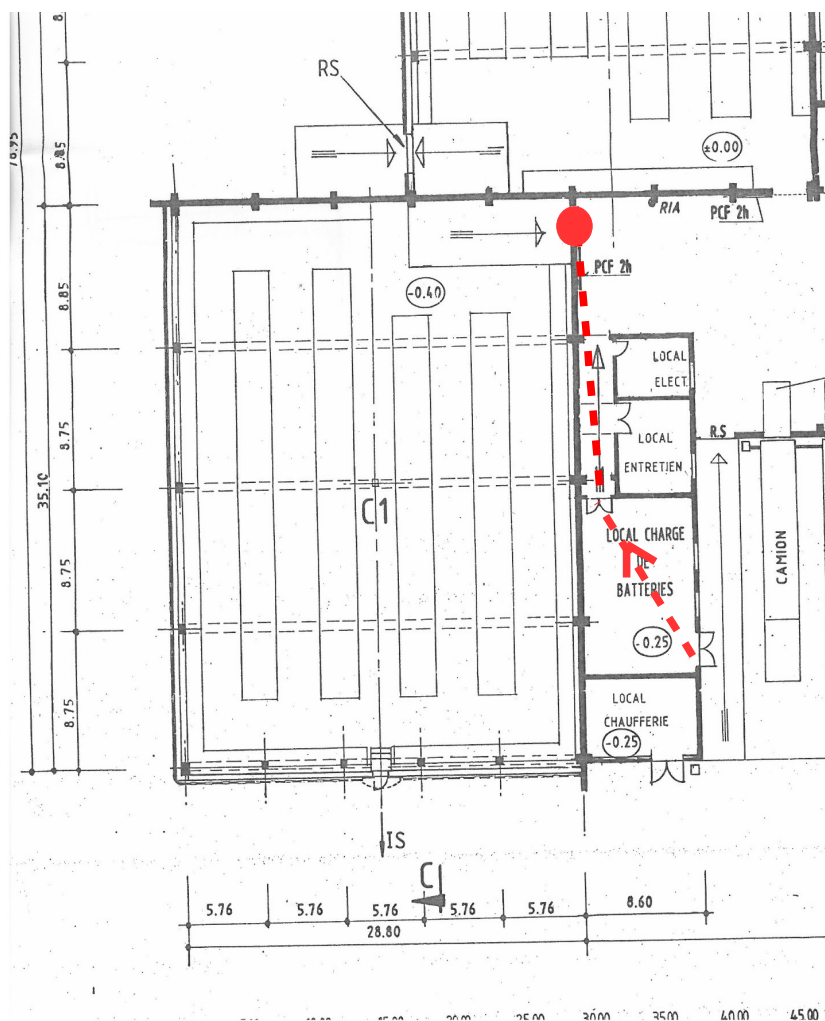 RS
±0.00
76.95
8.85
RIA
PCF 2h
PCF 2h
-0.40
8.85
LOCAL
ELECT.
R.S
LOCAL
ENTRETIEN
8.75
35.10
C1
LOCAL CHARGE
DE
BATTERIES
CAMION
8.75
-0.25
LOCAL
CHAUFFERIE
-0.25
8.75
IS
C
5.76
5.76
5.76
5.76
5.76
8.60
28.80
25.00
30.00
35.00
40.00
45.00